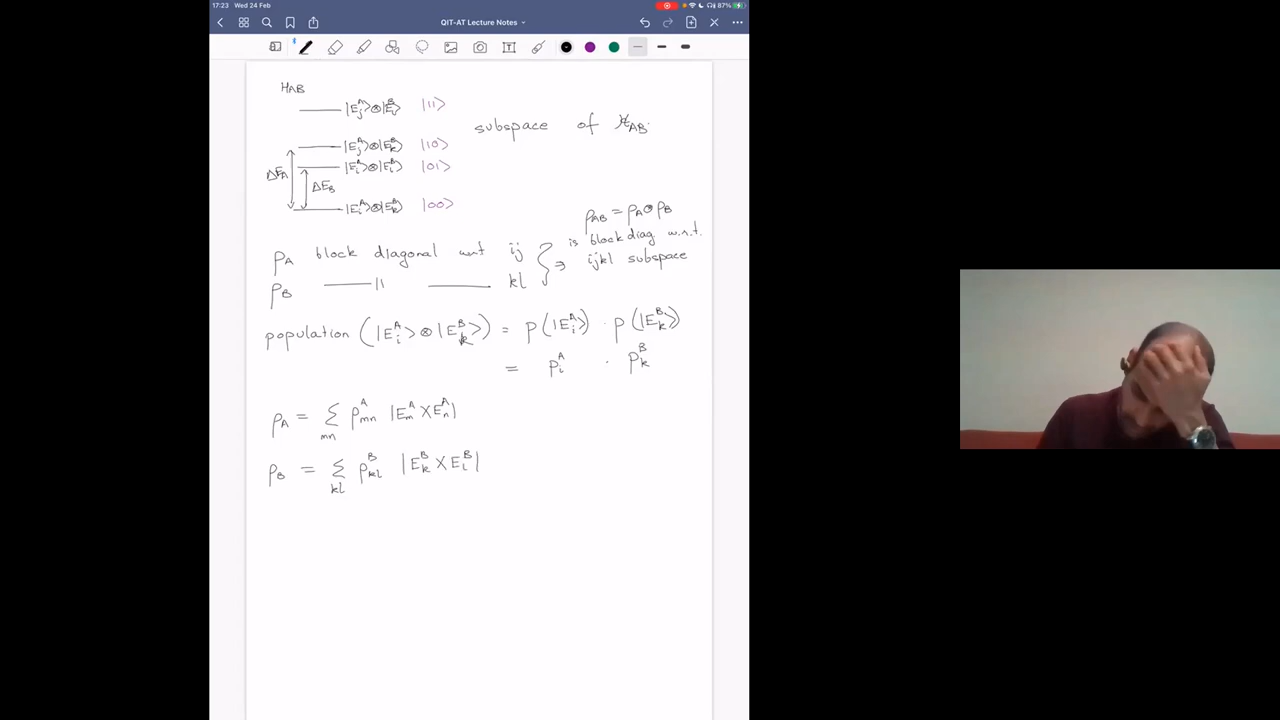 17:23 Wed 24 Feb
87%
QIT-AT Lecture Notes
H_AB
|E_j^A>⊗|E_l^B> |11>
|E_j^A>⊗|E_k^B> |10>
subspace of ℋ_AB.
|E_i^A>⊗|E_l^B> |01>
ΔE_A
ΔE_B
|E_i^A>⊗|E_k^B> |00>
ρ_AB = ρ_A⊗ρ_B
is block diag w.r.t.
ijkl subspace
ρ_A block diagonal wrt ij
} ⇒
ρ_B —— 11 —— kl
population (|E_i^A>⊗|E_k^B>) = p(|E_i^A>) · p(|E_k^B>)
= p_i^A · p_k^B
ρ_A = Σ_mn ρ_mn^A |E_m^A X E_n^A|
ρ_B = Σ_kl ρ_kl^B |E_k^B X E_l^B|